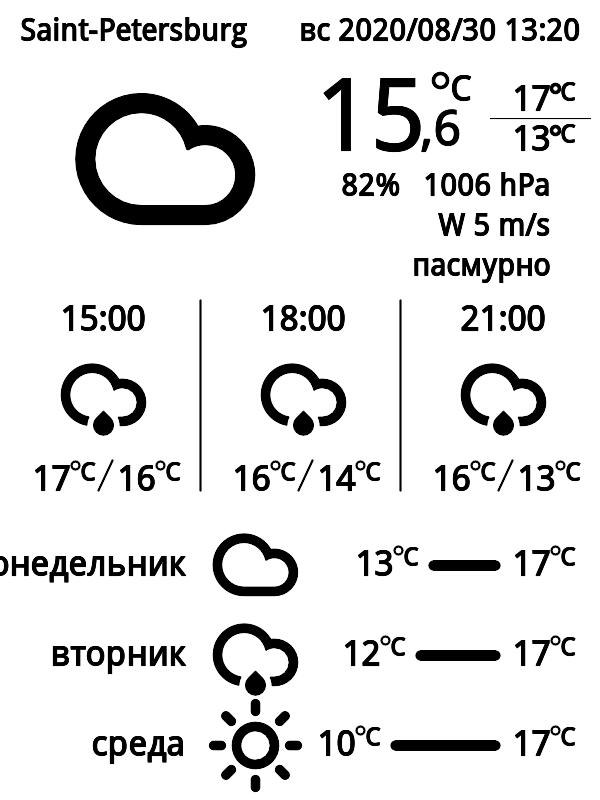 Saint-Petersburg вс 2020/08/30 13:20
15,6°C 17°C
13°C
82% 1006 hPa
W 5 m/s
пасмурно
15:00 18:00 21:00
17°C/16°C 16°C/14°C 16°C/13°C
онедельник 13°C 17°C
вторник 12°C 17°C
среда 10°C 17°C